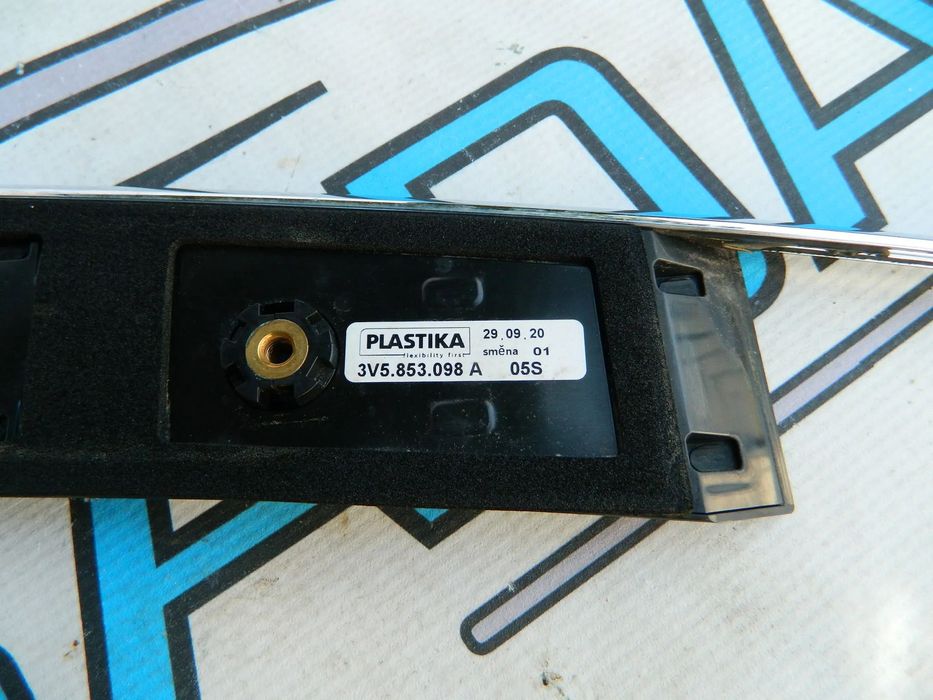 PLASTIKA 29.09.20
flexibility first směna 01
3V5.853.098 A 05S